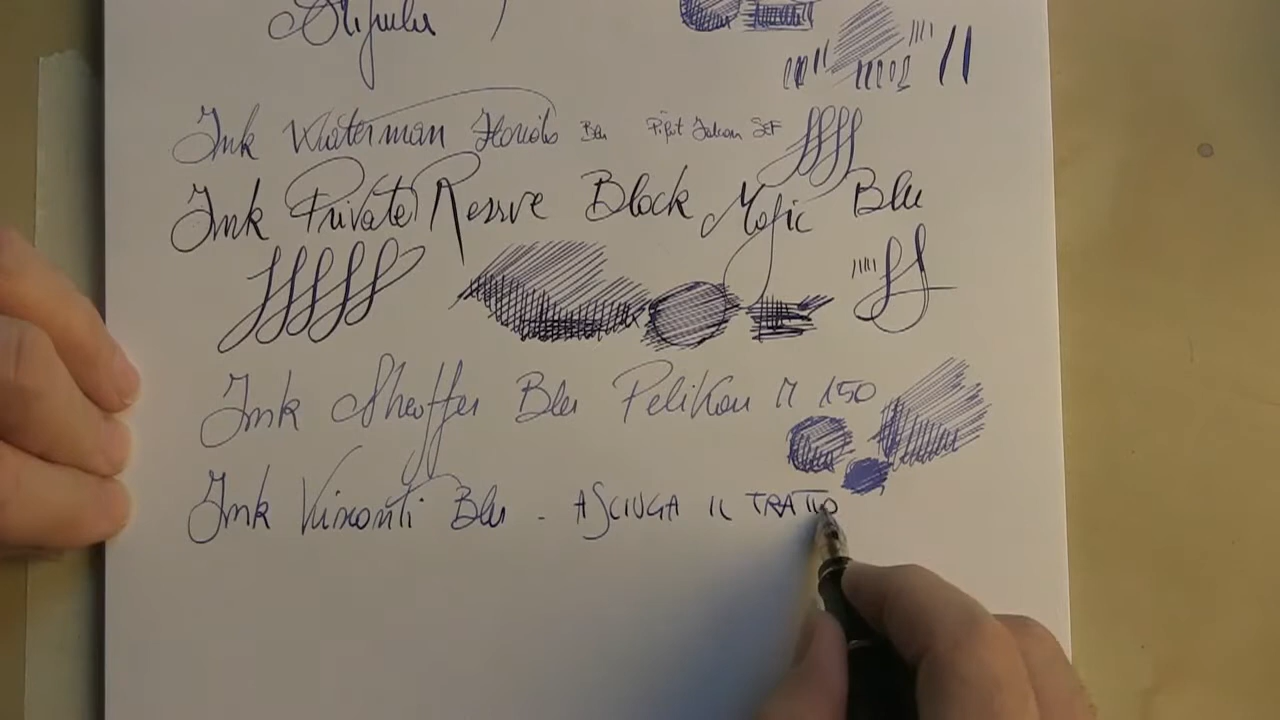 Stipula
Ink Waterman Florida Blu Pilot Falcon SEF
Ink Private Reserve Black Magic Blu
Ink Sheaffer Blu Pelikan M 150
Ink Visconti Blu - ASCIUGA IL TRATTO